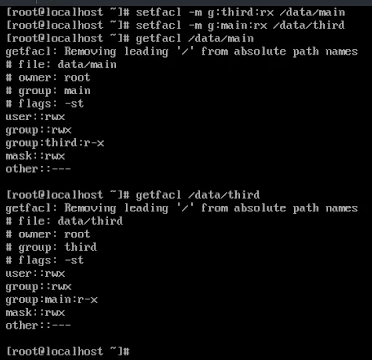 [root@localhost ~]# setfacl -m g:third:rx /data/main
[root@localhost ~]# setfacl -m g:main:rx /data/third
[root@localhost ~]# getfacl /data/main
getfacl: Removing leading '/' from absolute path names
# file: data/main
# owner: root
# group: main
# flags: -st
user::rwx
group::rwx
group:third:r-x
mask::rwx
other::---

[root@localhost ~]# getfacl /data/third
getfacl: Removing leading '/' from absolute path names
# file: data/third
# owner: root
# group: third
# flags: -st
user::rwx
group::rwx
group:main:r-x
mask::rwx
other::---

[root@localhost ~]#